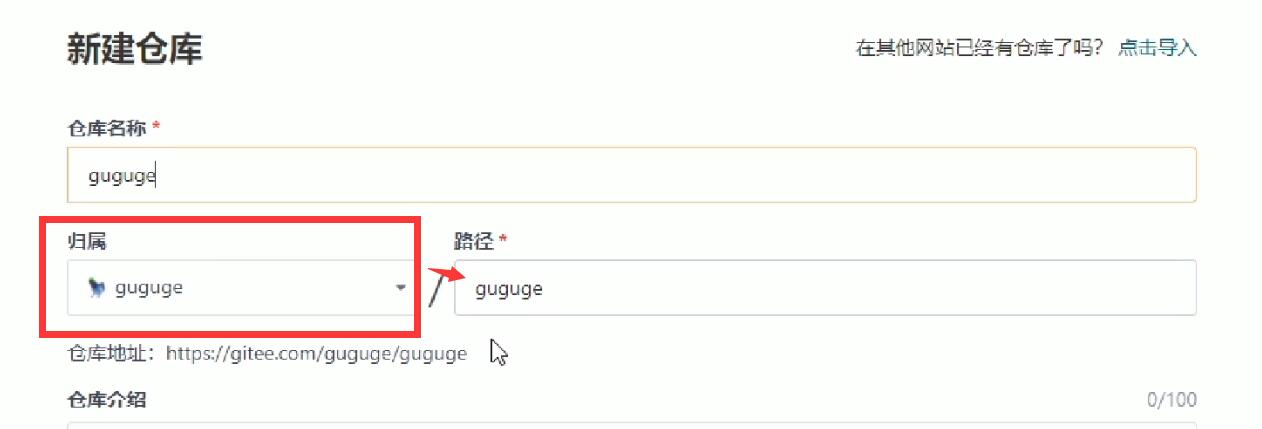 新建仓库
在其他网站已经有仓库了吗? 点击导入
仓库名称 *
guguge
归属
路径 *
guguge
/
guguge
仓库地址：https://gitee.com/guguge/guguge
仓库介绍
0/100